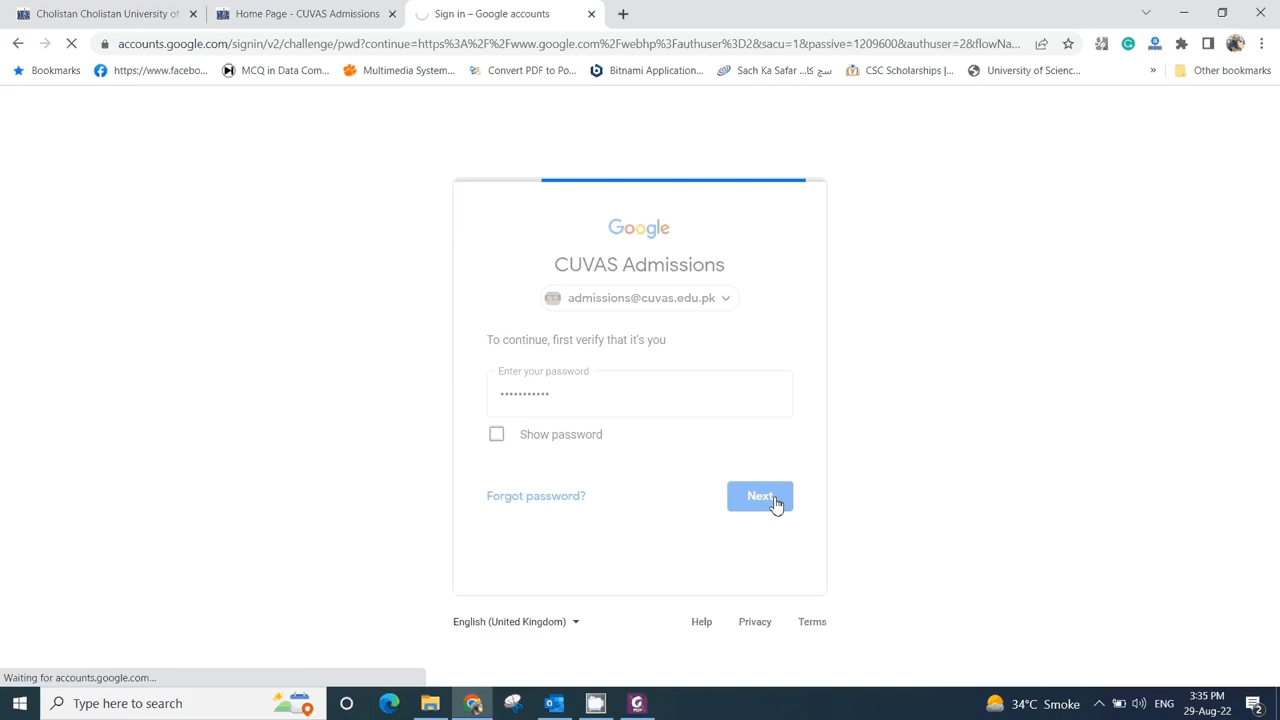 Cholistan Cholistan University of
Home Page - CUVAS Admissions
Sign in – Google accounts
accounts.google.com/signin/v2/challenge/pwd?continue=https%3A%2F%2Fwww.google.com%2Fwebhp%3Fauthuser%3D2&sacu=1&passive=1209600&authuser=2&flowNa...
Bookmarks
https://www.facebo...
MCQ in Data Com...
Multimedia System...
Convert PDF to Po...
Bitnami Application...
Sach Ka Safar ...سچ کا
CSC Scholarships |...
University of Scienc...
»
Other bookmarks
Google
CUVAS Admissions
admissions@cuvas.edu.pk
To continue, first verify that it's you
Enter your password
•••••••••••
Show password
Forgot password?
Next
English (United Kingdom)
Help
Privacy
Terms
Waiting for accounts.google.com...
Type here to search
34°C Smoke
ENG
3:35 PM
29-Aug-22
2